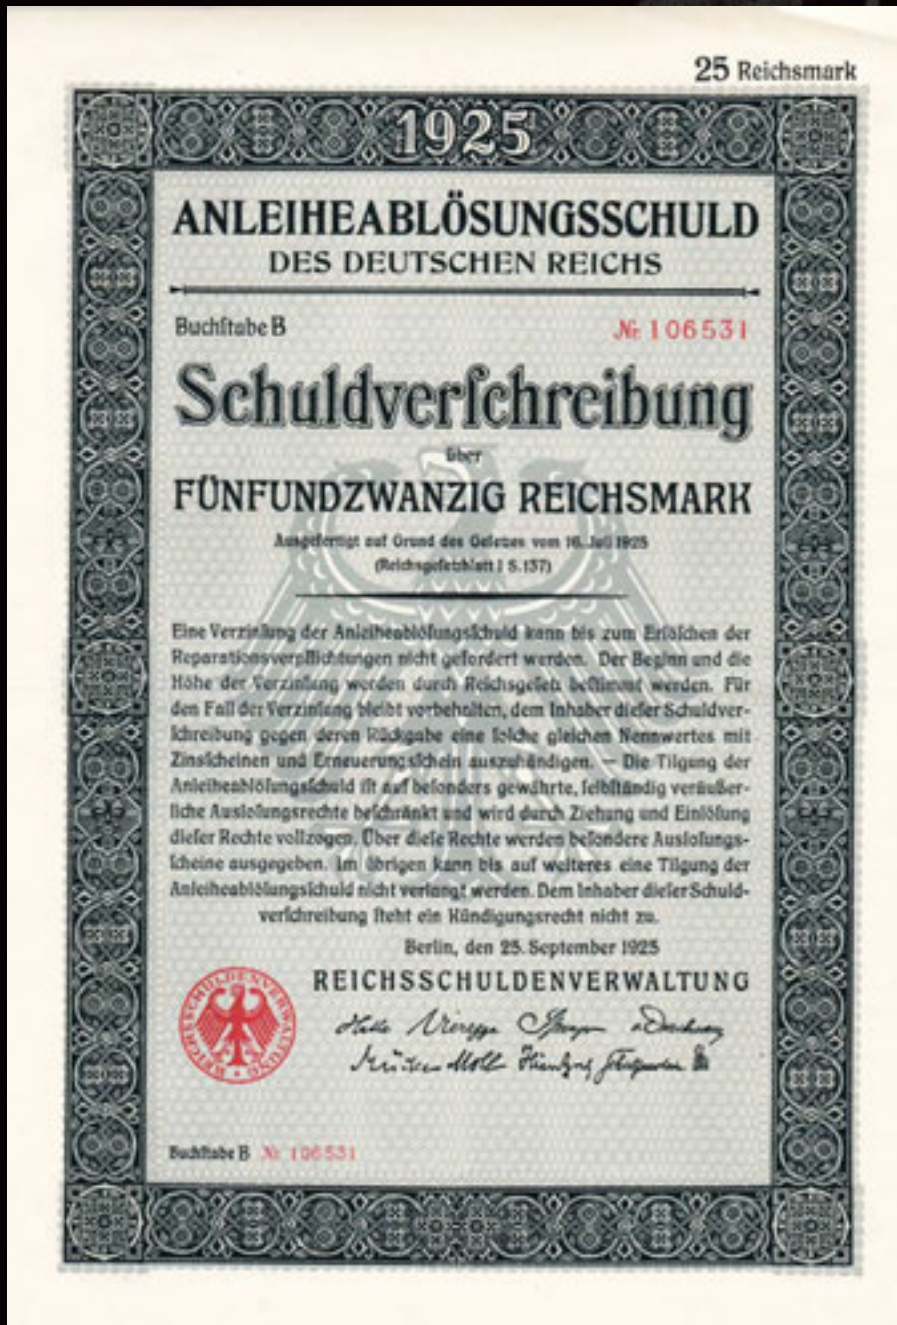 25 Reichsmark
1925
ANLEIHEABLÖSUNGSSCHULD
DES DEUTSCHEN REICHS
Buchſtabe B № 106531
Schuldverſchreibung
über
FÜNFUNDZWANZIG REICHSMARK
Ausgefertigt auf Grund des Geſetzes vom 16. Juli 1925
(Reichsgeſetzblatt I S. 137)
Eine Verzinſung der Anleiheablöſungsſchuld kann bis zum Erlöſchen der
Reparationsverpflichtungen nicht gefordert werden. Der Beginn und die
Höhe der Verzinſung werden durch Reichsgeſetz beſtimmt werden. Für
den Fall der Verzinſung bleibt vorbehalten, dem Inhaber dieſer Schuldver-
ſchreibung gegen deren Rückgabe eine ſolche gleichen Nennwertes mit
Zinsſcheinen und Erneuerungsſchein auszuhändigen. — Die Tilgung der
Anleiheablöſungsſchuld iſt auf beſonders gewährte, ſelbſtändig veräußer-
liche Ausloſungsrechte beſchränkt und wird durch Ziehung und Einlöſung
dieſer Rechte vollzogen. Über dieſe Rechte werden beſondere Ausloſungs-
ſcheine ausgegeben. Im übrigen kann bis auf weiteres eine Tilgung der
Anleiheablöſungsſchuld nicht verlangt werden. Dem Inhaber dieſer Schuld-
verſchreibung ſteht ein Kündigungsrecht nicht zu.
Berlin, den 25. September 1925
REICHSSCHULDENVERWALTUNG
REICHSSCHULDENVERWALTUNG
Halle
Müller Moll
Buchſtabe B № 106531